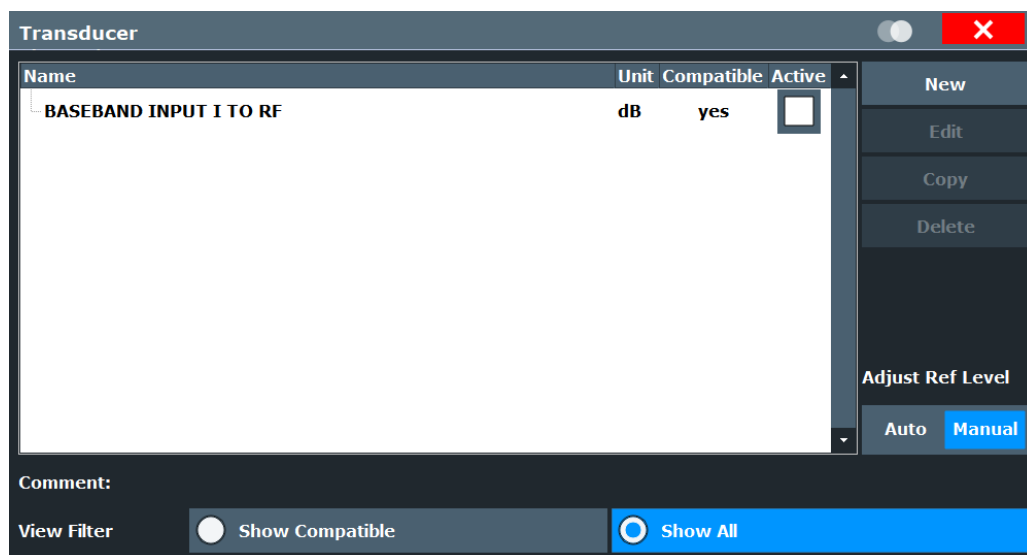 Transducer
Name Unit Compatible Active
BASEBAND INPUT I TO RF dB yes
New
Edit
Copy
Delete
Adjust Ref Level
Auto Manual
Comment:
View Filter Show Compatible Show All